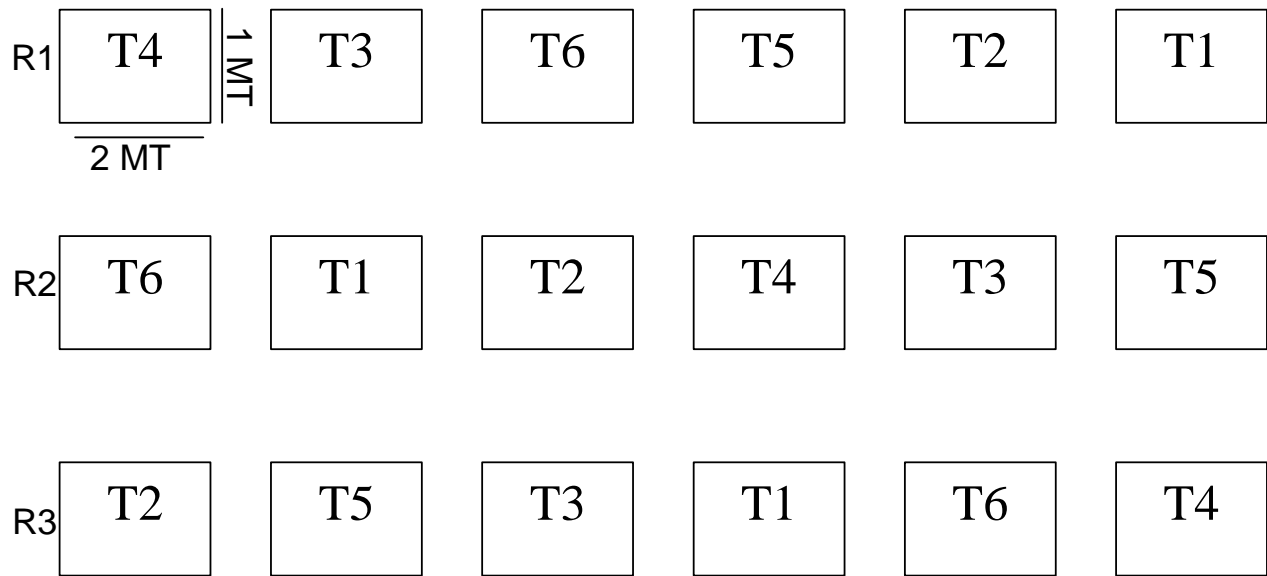 R1 T4 1 MT T3 T6 T5 T2 T1
2 MT
R2 T6 T1 T2 T4 T3 T5
R3 T2 T5 T3 T1 T6 T4